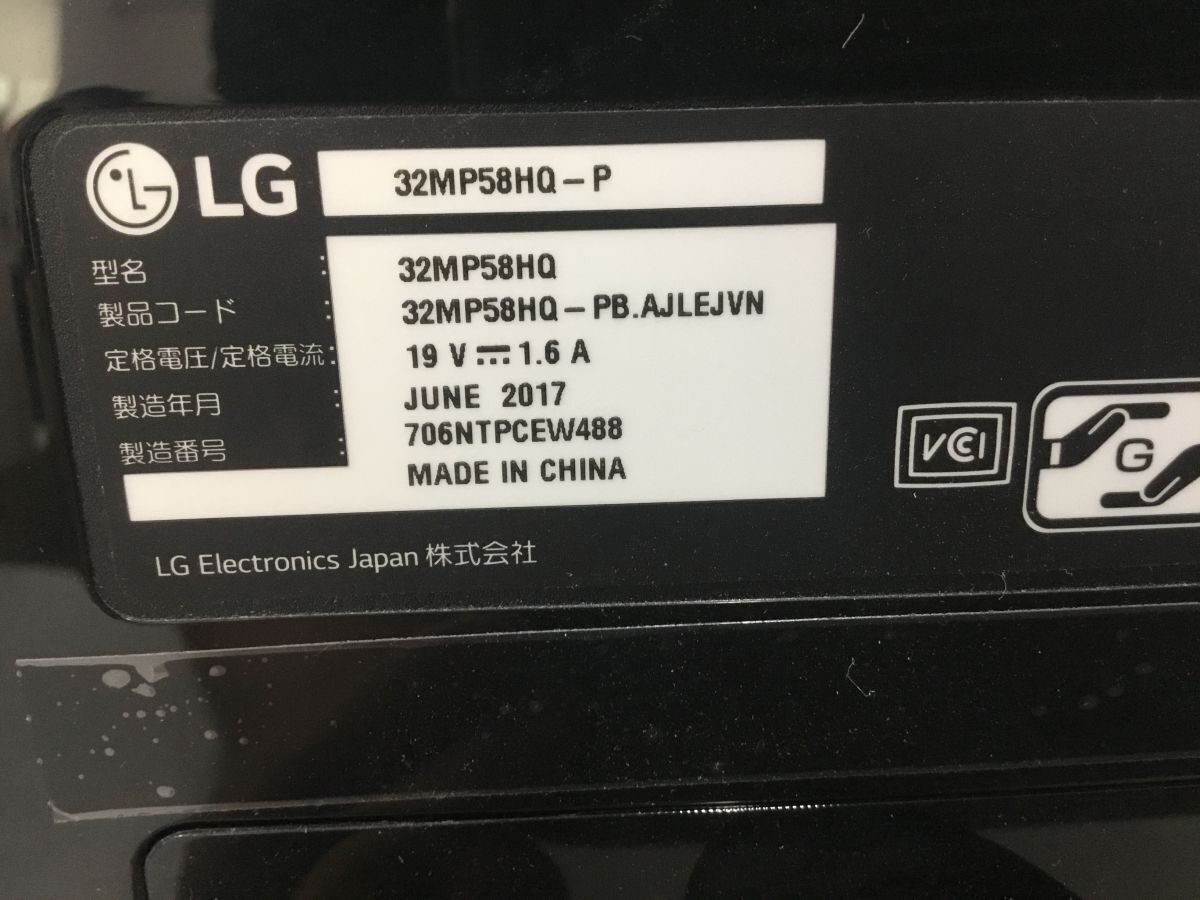 LG 32MP58HQ-P
型名 : 32MP58HQ
製品コード : 32MP58HQ-PB.AJLEJVN
定格電圧/定格電流: 19 V ⎓ 1.6 A
製造年月 : JUNE 2017
製造番号 : 706NTPCEW488
MADE IN CHINA
VCI
G
LG Electronics Japan 株式会社